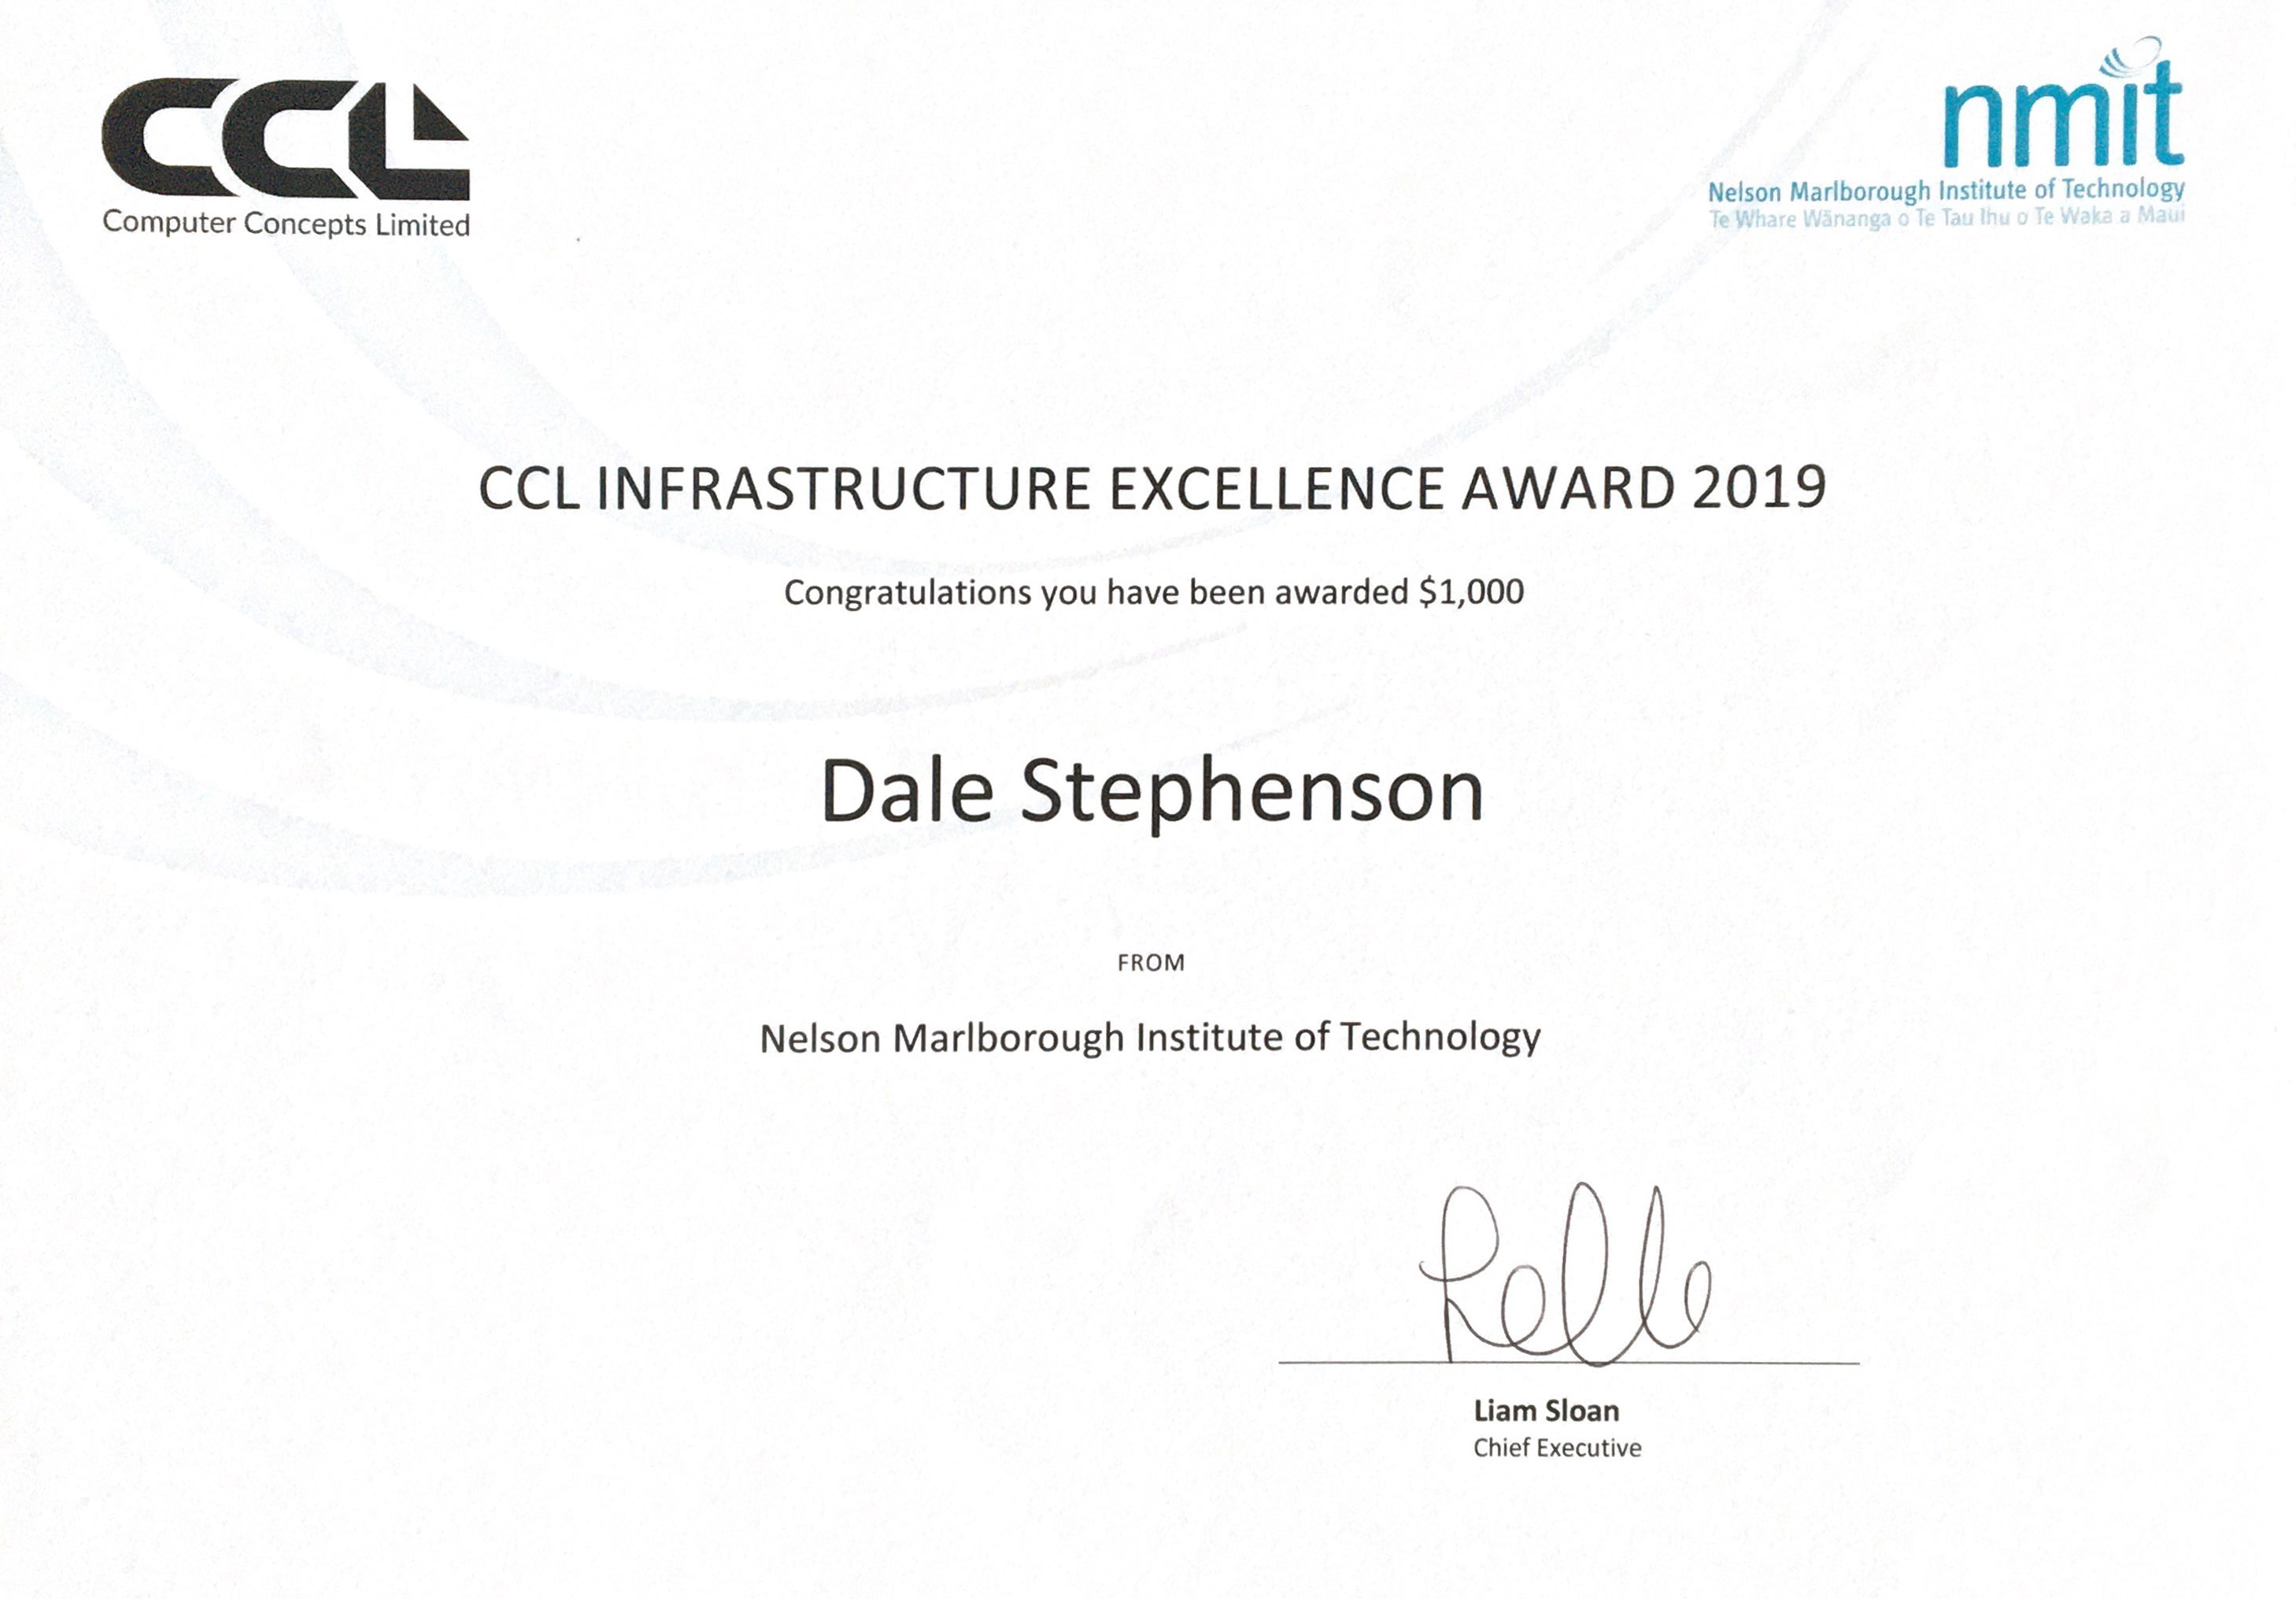 CCL
Computer Concepts Limited
nmit
Nelson Marlborough Institute of Technology
Te Whare Wānanga o Te Tau Ihu o Te Waka a Maui
CCL INFRASTRUCTURE EXCELLENCE AWARD 2019
Congratulations you have been awarded $1,000
Dale Stephenson
FROM
Nelson Marlborough Institute of Technology
Liam Sloan
Chief Executive